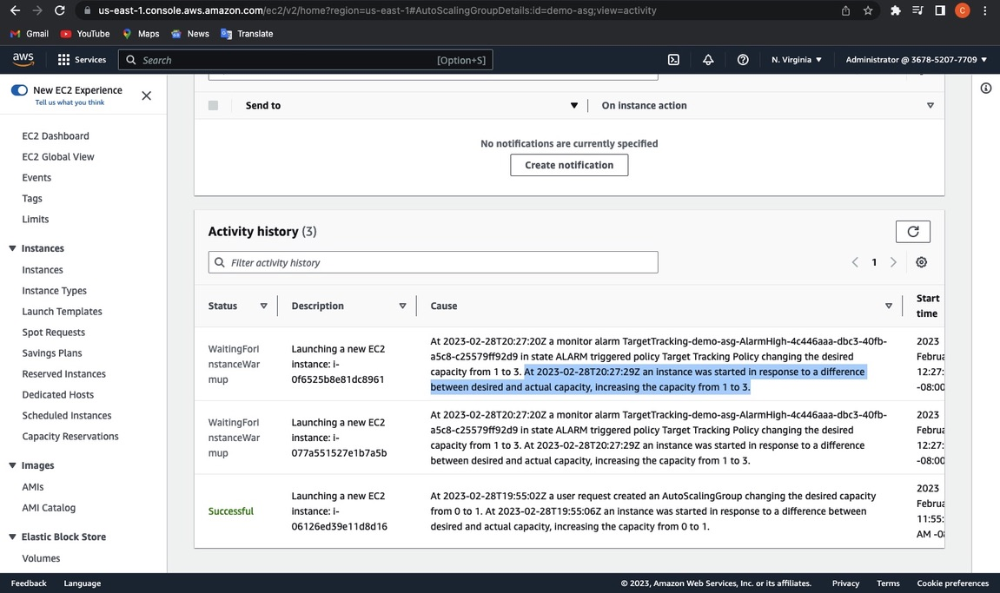 us-east-1.console.aws.amazon.com/ec2/v2/home?region=us-east-1#AutoScalingGroupDetails:id=demo-asg;view=activity
C
Gmail
YouTube
Maps
News
Translate
aws
Services
Search
[Option+S]
N. Virginia
Administrator @ 3678-5207-7709
New EC2 Experience
Tell us what you think
EC2 Dashboard
EC2 Global View
Events
Tags
Limits
Instances
Instances
Instance Types
Launch Templates
Spot Requests
Savings Plans
Reserved Instances
Dedicated Hosts
Scheduled Instances
Capacity Reservations
Images
AMIs
AMI Catalog
Elastic Block Store
Volumes
Send to
On instance action
No notifications are currently specified
Create notification
Activity history (3)
Filter activity history
1
Status
Description
Cause
Start
time
WaitingForI
nstanceWar
mup
Launching a new EC2
instance: i-
0f6525b8e81dc8961
At 2023-02-28T20:27:20Z a monitor alarm TargetTracking-demo-asg-AlarmHigh-4c446aaa-dbc3-40fb-
a5c8-c25579ff92d9 in state ALARM triggered policy Target Tracking Policy changing the desired
capacity from 1 to 3. At 2023-02-28T20:27:29Z an instance was started in response to a difference
between desired and actual capacity, increasing the capacity from 1 to 3.
2023
Februa
12:27:
-08:00
WaitingForI
nstanceWar
mup
Launching a new EC2
instance: i-
077a551527e1b7a5b
At 2023-02-28T20:27:20Z a monitor alarm TargetTracking-demo-asg-AlarmHigh-4c446aaa-dbc3-40fb-
a5c8-c25579ff92d9 in state ALARM triggered policy Target Tracking Policy changing the desired
capacity from 1 to 3. At 2023-02-28T20:27:29Z an instance was started in response to a difference
between desired and actual capacity, increasing the capacity from 1 to 3.
2023
Februa
12:27:
-08:00
Successful
Launching a new EC2
instance: i-
06126ed39e11d8d16
At 2023-02-28T19:55:02Z a user request created an AutoScalingGroup changing the desired capacity
from 0 to 1. At 2023-02-28T19:55:06Z an instance was started in response to a difference between
desired and actual capacity, increasing the capacity from 0 to 1.
2023
Februa
11:55:
AM -08
Feedback
Language
© 2023, Amazon Web Services, Inc. or its affiliates.
Privacy
Terms
Cookie preferences